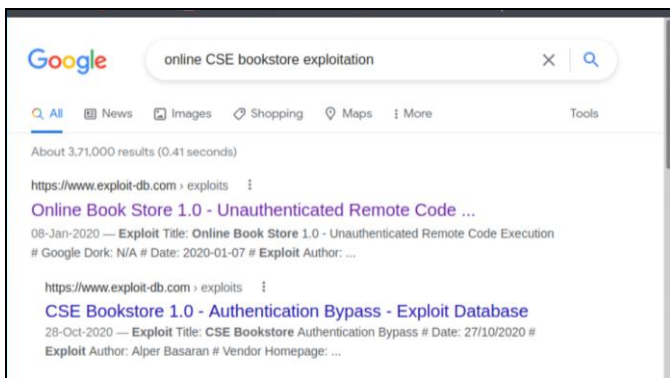 Google
online CSE bookstore exploitation
All News Images Shopping Maps More Tools
About 3,71,000 results (0.41 seconds)
https://www.exploit-db.com › exploits
Online Book Store 1.0 - Unauthenticated Remote Code ...
08-Jan-2020 — Exploit Title: Online Book Store 1.0 - Unauthenticated Remote Code Execution
# Google Dork: N/A # Date: 2020-01-07 # Exploit Author: ...
https://www.exploit-db.com › exploits
CSE Bookstore 1.0 - Authentication Bypass - Exploit Database
28-Oct-2020 — Exploit Title: CSE Bookstore Authentication Bypass # Date: 27/10/2020 #
Exploit Author: Alper Basaran # Vendor Homepage: ...